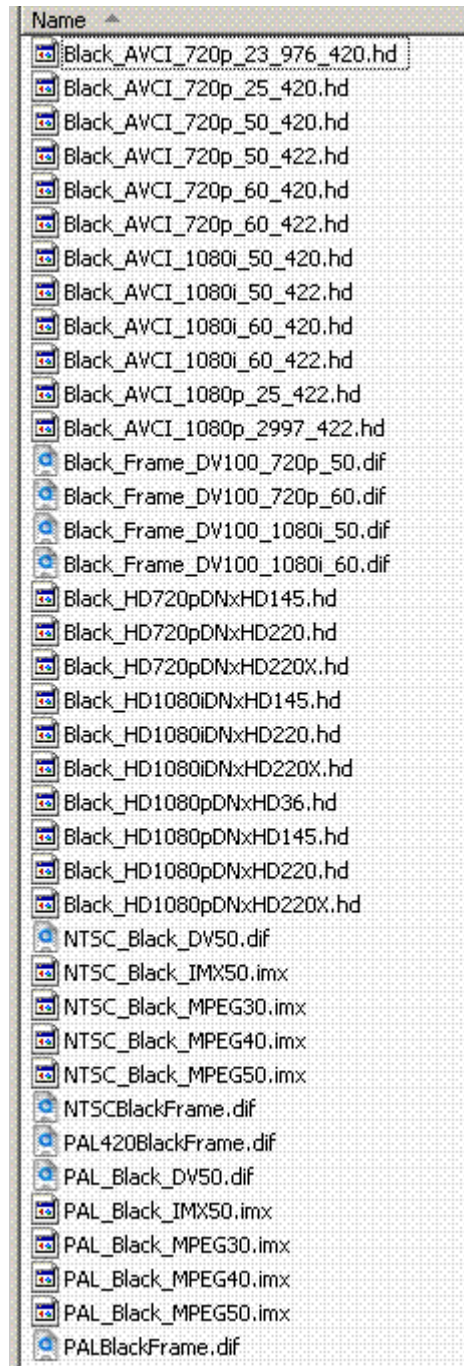 Name
Black_AVCI_720p_23_976_420.hd
Black_AVCI_720p_25_420.hd
Black_AVCI_720p_50_420.hd
Black_AVCI_720p_50_422.hd
Black_AVCI_720p_60_420.hd
Black_AVCI_720p_60_422.hd
Black_AVCI_1080i_50_420.hd
Black_AVCI_1080i_50_422.hd
Black_AVCI_1080i_60_420.hd
Black_AVCI_1080i_60_422.hd
Black_AVCI_1080p_25_422.hd
Black_AVCI_1080p_2997_422.hd
Black_Frame_DV100_720p_50.dif
Black_Frame_DV100_720p_60.dif
Black_Frame_DV100_1080i_50.dif
Black_Frame_DV100_1080i_60.dif
Black_HD720pDNxHD145.hd
Black_HD720pDNxHD220.hd
Black_HD720pDNxHD220X.hd
Black_HD1080iDNxHD145.hd
Black_HD1080iDNxHD220.hd
Black_HD1080iDNxHD220X.hd
Black_HD1080pDNxHD36.hd
Black_HD1080pDNxHD145.hd
Black_HD1080pDNxHD220.hd
Black_HD1080pDNxHD220X.hd
NTSC_Black_DV50.dif
NTSC_Black_IMX50.imx
NTSC_Black_MPEG30.imx
NTSC_Black_MPEG40.imx
NTSC_Black_MPEG50.imx
NTSCBlackFrame.dif
PAL420BlackFrame.dif
PAL_Black_DV50.dif
PAL_Black_IMX50.imx
PAL_Black_MPEG30.imx
PAL_Black_MPEG40.imx
PAL_Black_MPEG50.imx
PALBlackFrame.dif